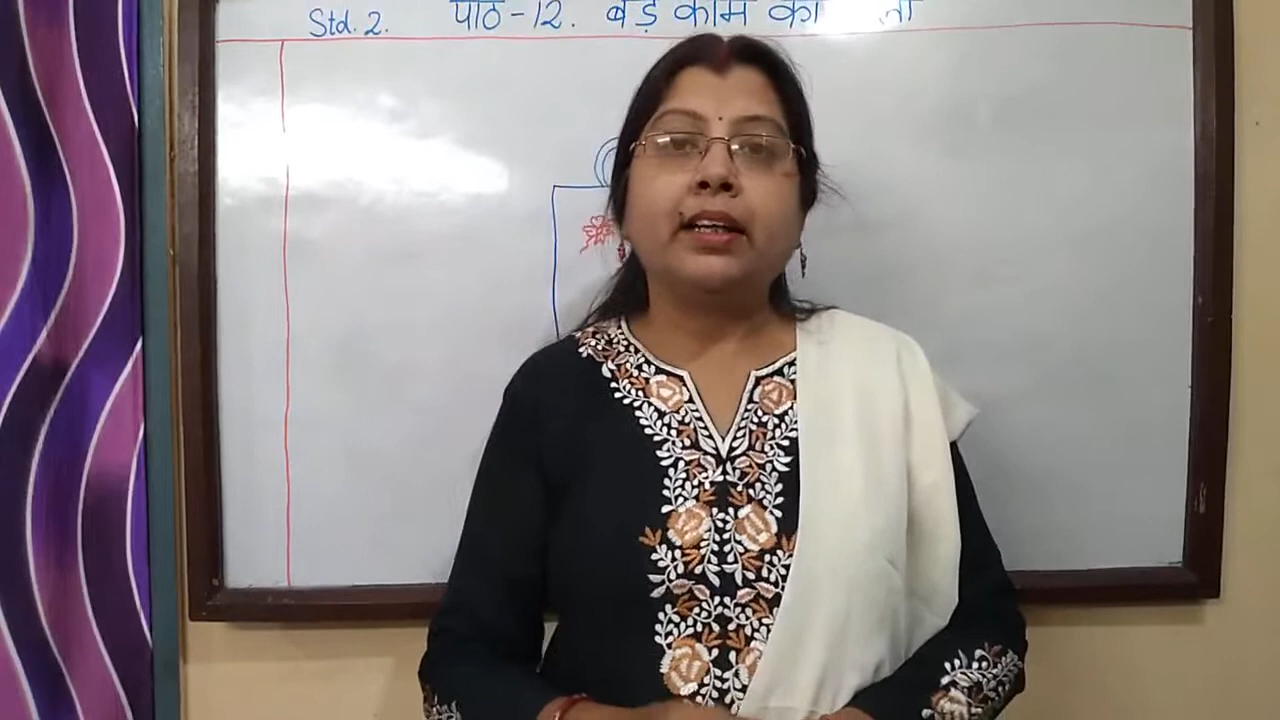 Std. 2. पाठ-12. बड़े काम का